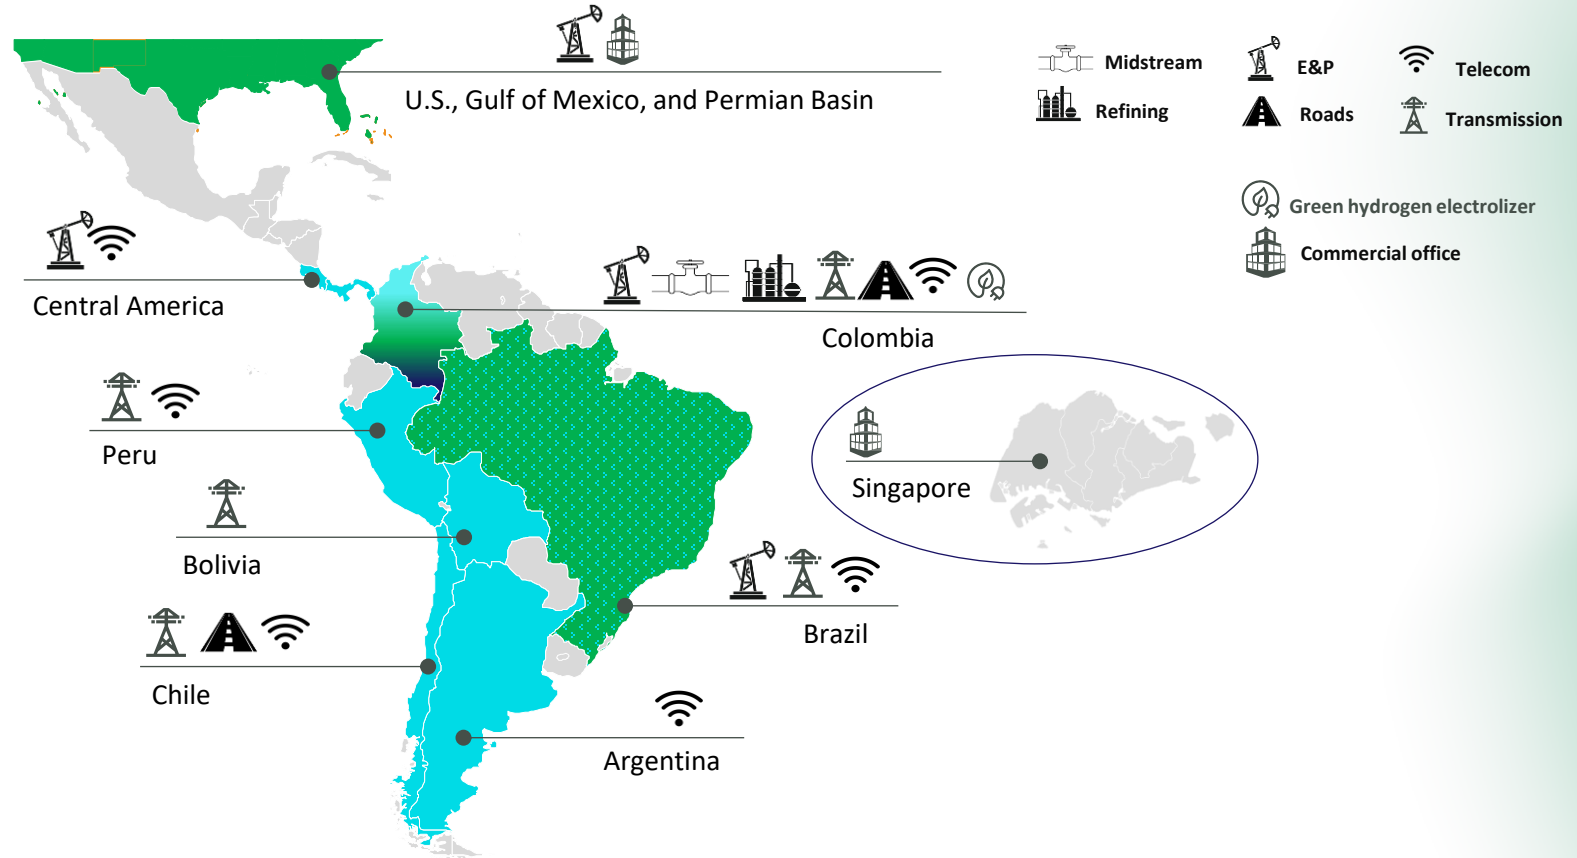 U.S., Gulf of Mexico, and Permian Basin
Midstream
E&P
Telecom
Refining
Roads
Transmission
Green hydrogen electrolizer
Commercial office
Central America
Colombia
Peru
Singapore
Bolivia
Brazil
Chile
Argentina